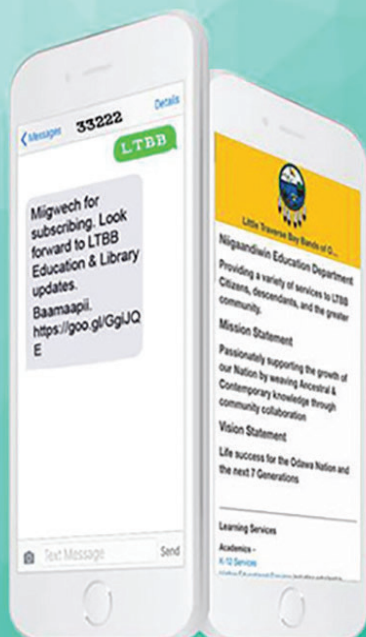 Messages
33222
Details
LTBB
Miigwech for
subscribing. Look
forward to LTBB
Education & Library
updates.
Baamaapii.
https://goo.gl/GgiJQ
E
Text Message
Send
Little Traverse Bay Bands of O...
Niigaandiwin Education Department
Providing a variety of services to LTBB
Citizens, descendants, and the greater
community.
Mission Statement
Passionately supporting the growth of
our Nation by weaving Ancestral &
Contemporary knowledge through
community collaboration
Vision Statement
Life success for the Odawa Nation and
the next 7 Generations
Learning Services
Academics -
K-12 Services